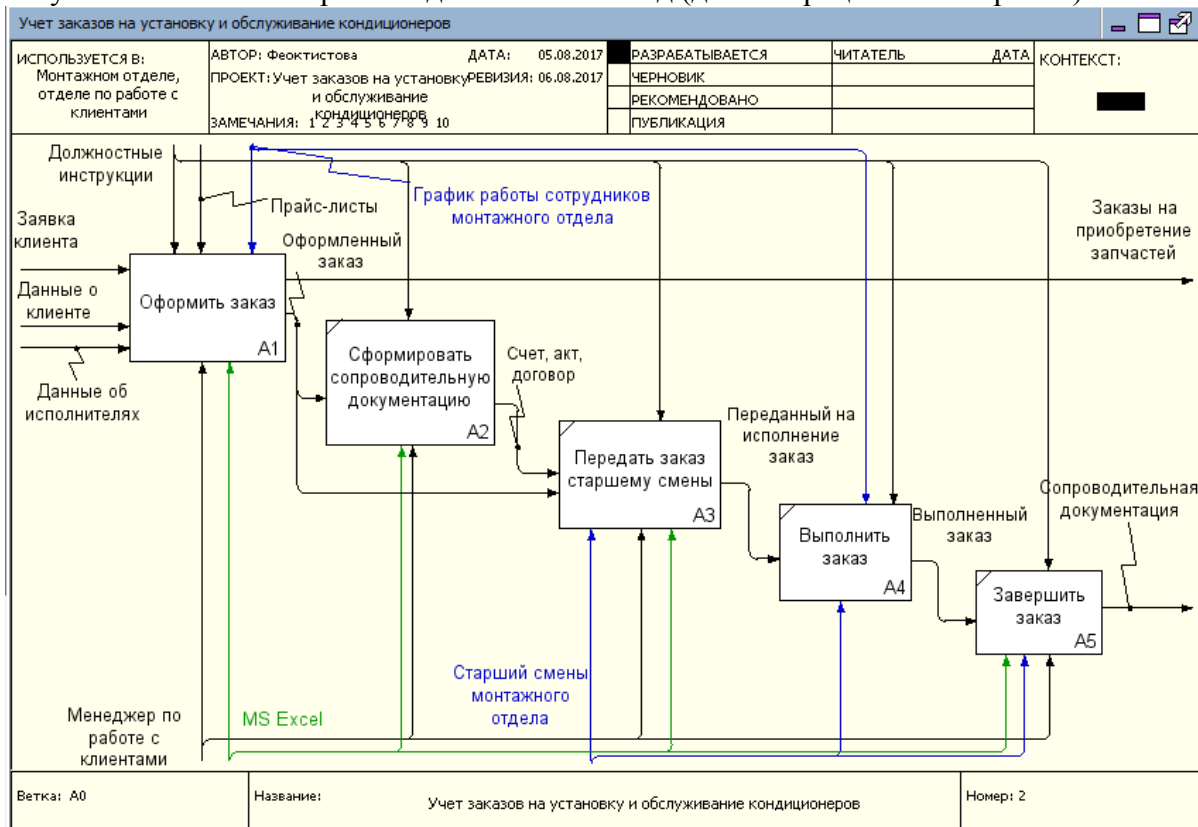 Учет заказов на установку и обслуживание кондиционеров
ИСПОЛЬЗУЕТСЯ В:
Монтажном отделе,
отделе по работе с
клиентами
АВТОР: Феоктистова
ДАТА: 05.08.2017
ПРОЕКТ: Учет заказов на установку
и обслуживание
кондиционеров
РЕВИЗИЯ: 06.08.2017
ЗАМЕЧАНИЯ: 1 2 3 4 5 6 7 8 9 10
РАЗРАБАТЫВАЕТСЯ
ЧЕРНОВИК
РЕКОМЕНДОВАНО
ПУБЛИКАЦИЯ
ЧИТАТЕЛЬ
ДАТА
КОНТЕКСТ:
Должностные
инструкции
Прайс-листы
График работы сотрудников
монтажного отдела
Заявка
клиента
Оформленный
заказ
Заказы на
приобретение
запчастей
Данные о
клиенте
Оформить заказ
A1
Данные об
исполнителях
Сформировать
сопроводительную
документацию
A2
Счет, акт,
договор
Передать заказ
старшему смены
A3
Переданный на
исполнение
заказ
Выполнить
заказ
A4
Выполненный
заказ
Сопроводительная
документация
Завершить
заказ
A5
Старший смены
монтажного
отдела
Менеджер по
работе с
клиентами
MS Excel
Ветка: A0
Название:
Учет заказов на установку и обслуживание кондиционеров
Номер: 2